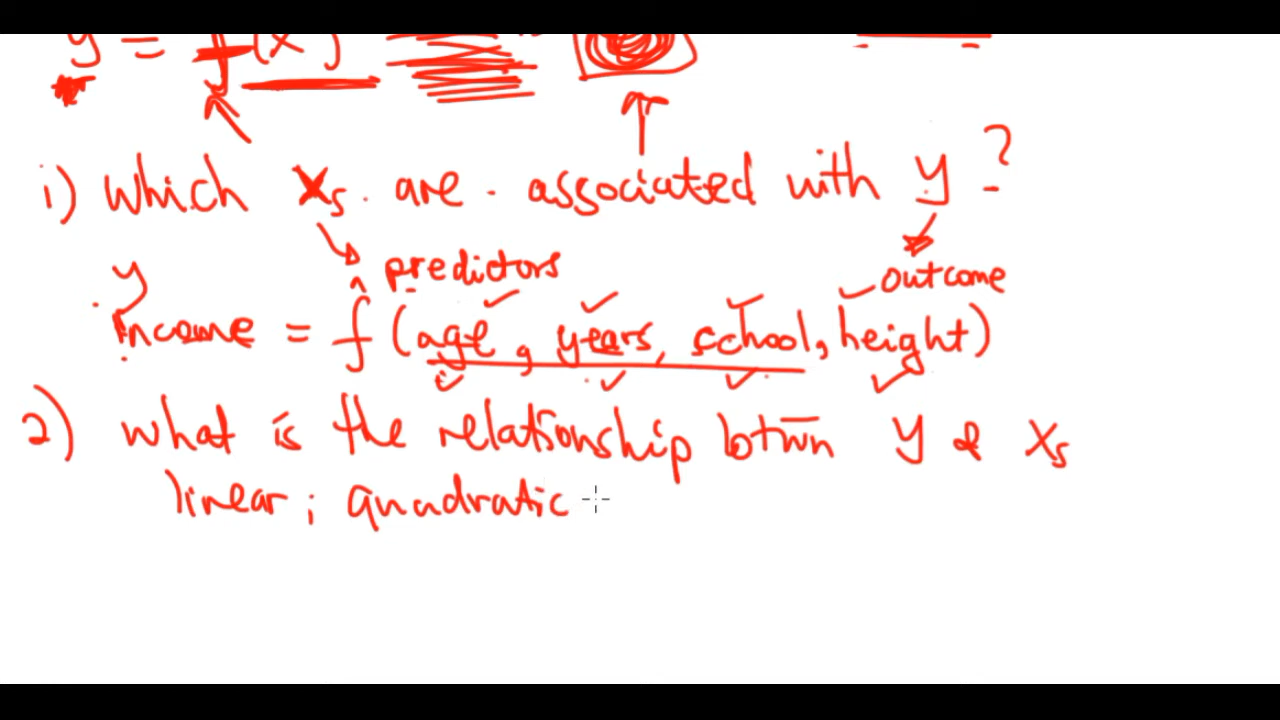 y = f(x)
1) Which xs are associated with y?
predictors
outcome
y
income = f̂ (age, years, school, height)
2) what is the relationship btwn y & xs
linear; quadratic